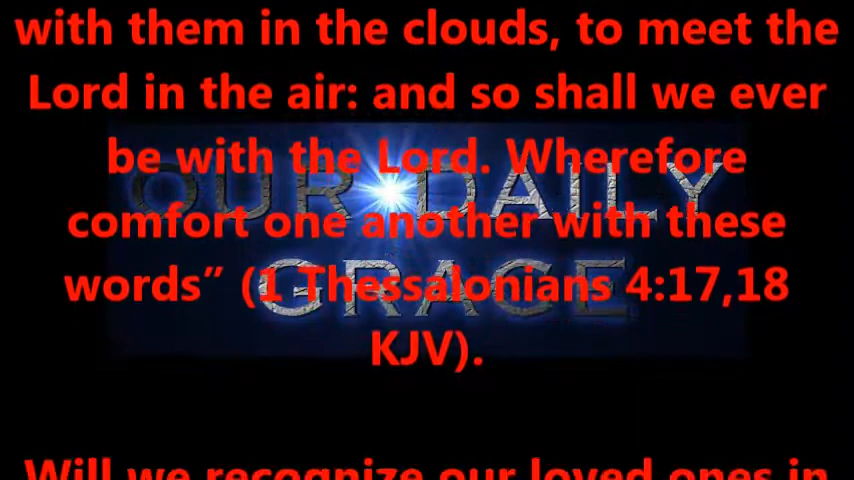 with them in the clouds, to meet the
Lord in the air: and so shall we ever
be with the Lord. Wherefore
comfort one another with these
words” (1 Thessalonians 4:17,18
KJV).
Will we recognize our loved ones in
OUR DAILY
GRACE